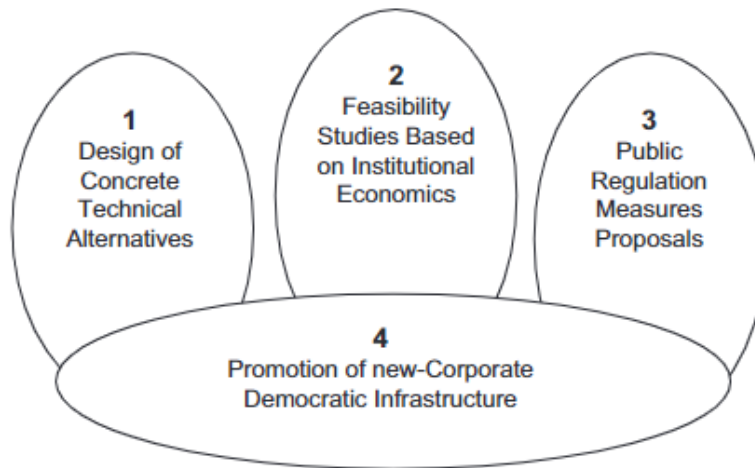 1
Design of
Concrete
Technical
Alternatives
2
Feasibility
Studies Based
on Institutional
Economics
3
Public
Regulation
Measures
Proposals
4
Promotion of new-Corporate
Democratic Infrastructure